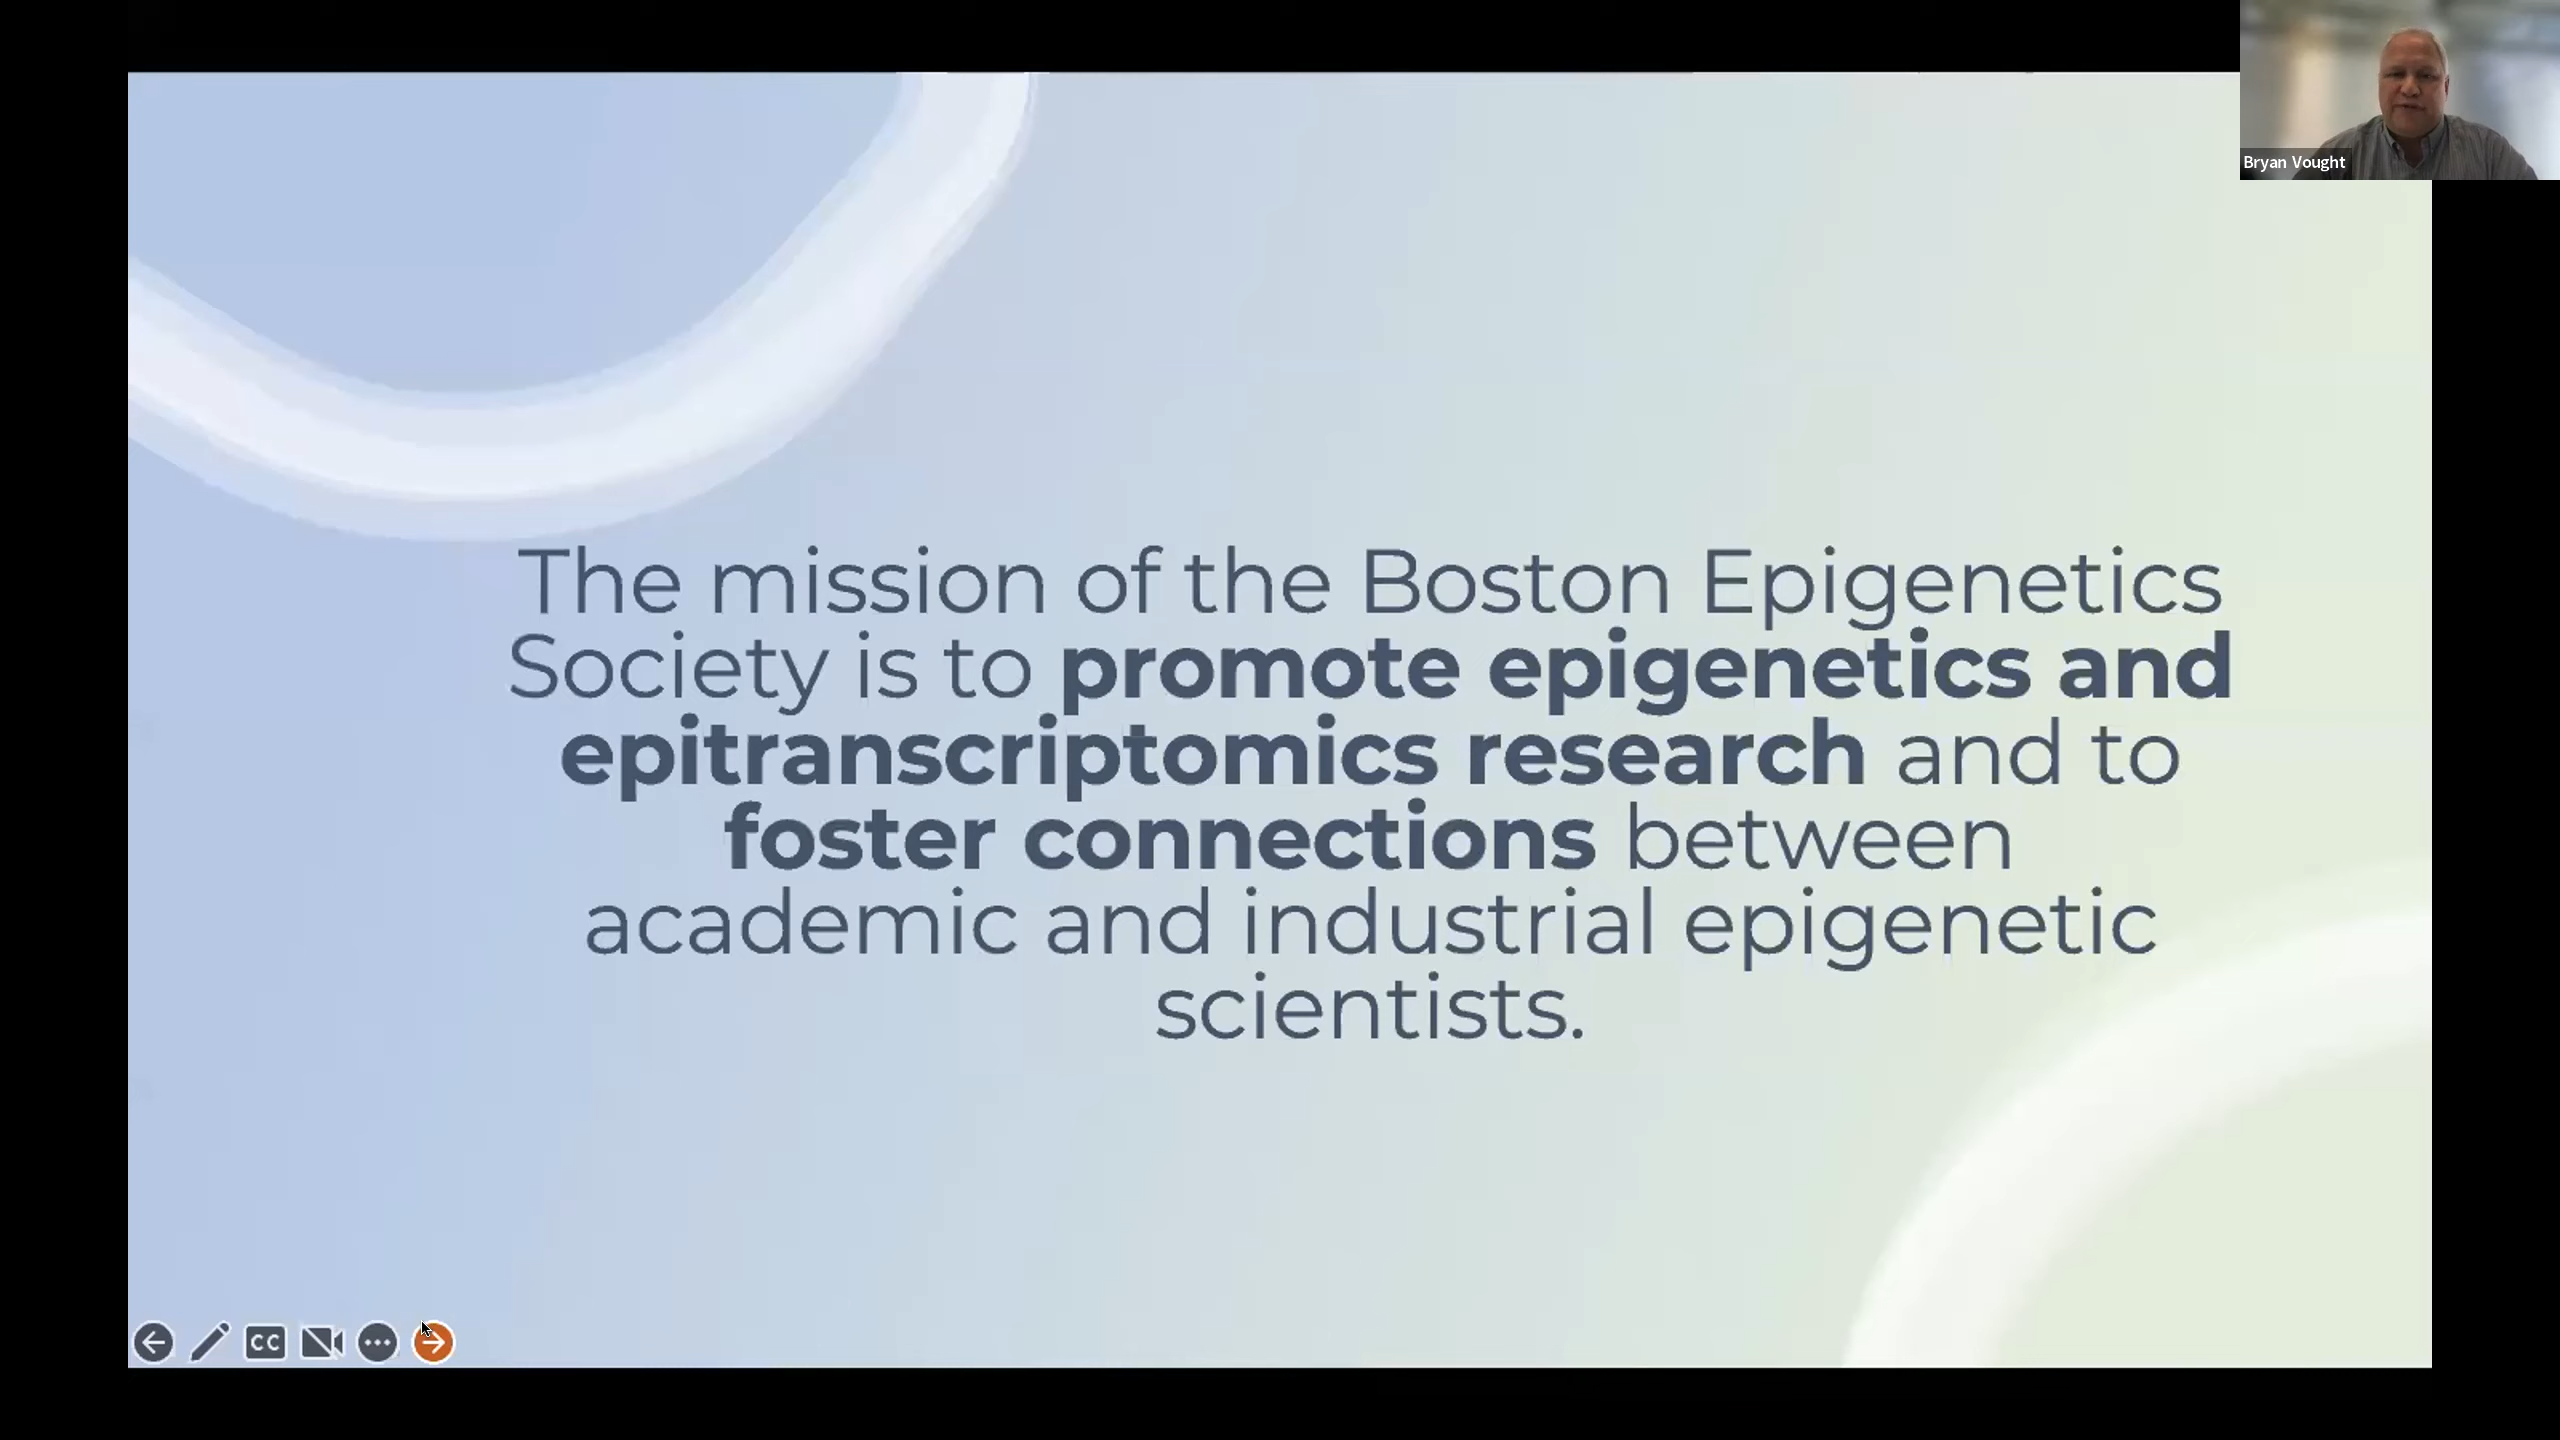 Bryan Vought
The mission of the Boston Epigenetics
Society is to promote epigenetics and
epitranscriptomics research and to
foster connections between
academic and industrial epigenetic
scientists.
CC